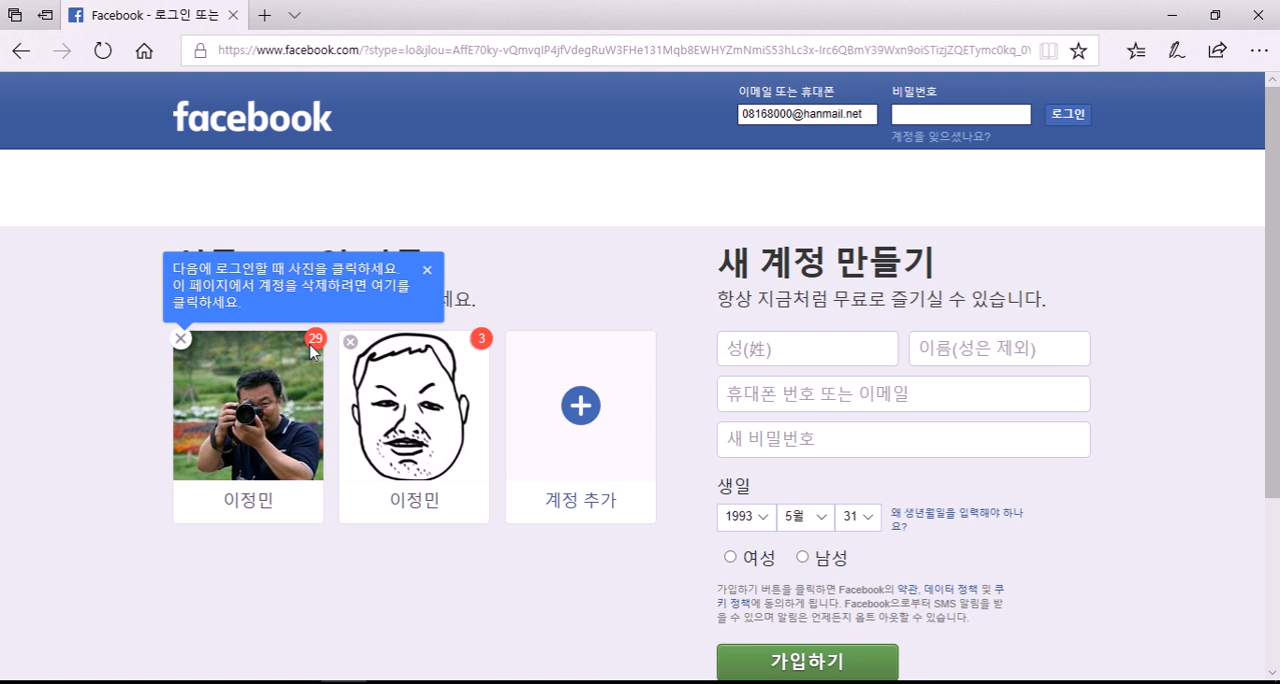 Facebook - 로그인 또는
https://www.facebook.com/?stype=lo&jlou=AffE70ky-vQmvqIP4jfVdegRuW3FHe131Mqb8EWHYZmNmiS53hLc3x-Irc6QBmY39Wxn9oiSTizjZQETymc0kq_0Y
facebook
이메일 또는 휴대폰
비밀번호
08168000@hanmail.net
로그인
계정을 잊으셨나요?
다음에 로그인할 때 사진을 클릭하세요.
이 페이지에서 계정을 삭제하려면 여기를
클릭하세요.
세요.
29
3
이정민
이정민
계정 추가
새 계정 만들기
항상 지금처럼 무료로 즐기실 수 있습니다.
성(姓)
이름(성은 제외)
휴대폰 번호 또는 이메일
새 비밀번호
생일
1993
5월
31
왜 생년월일을 입력해야 하나
요?
여성
남성
가입하기 버튼을 클릭하면 Facebook의 약관, 데이터 정책 및 쿠
키 정책에 동의하게 됩니다. Facebook으로부터 SMS 알림을 받
을 수 있으며 알림은 언제든지 옵트 아웃할 수 있습니다.
가입하기